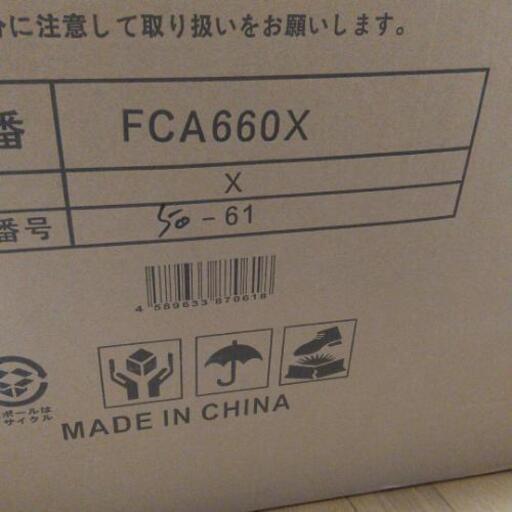 分に注意して取り扱いをお願いします。
番 FCA660X
X
番号 50-61
4 589633 870618
ボールは
サイクル
MADE IN CHINA